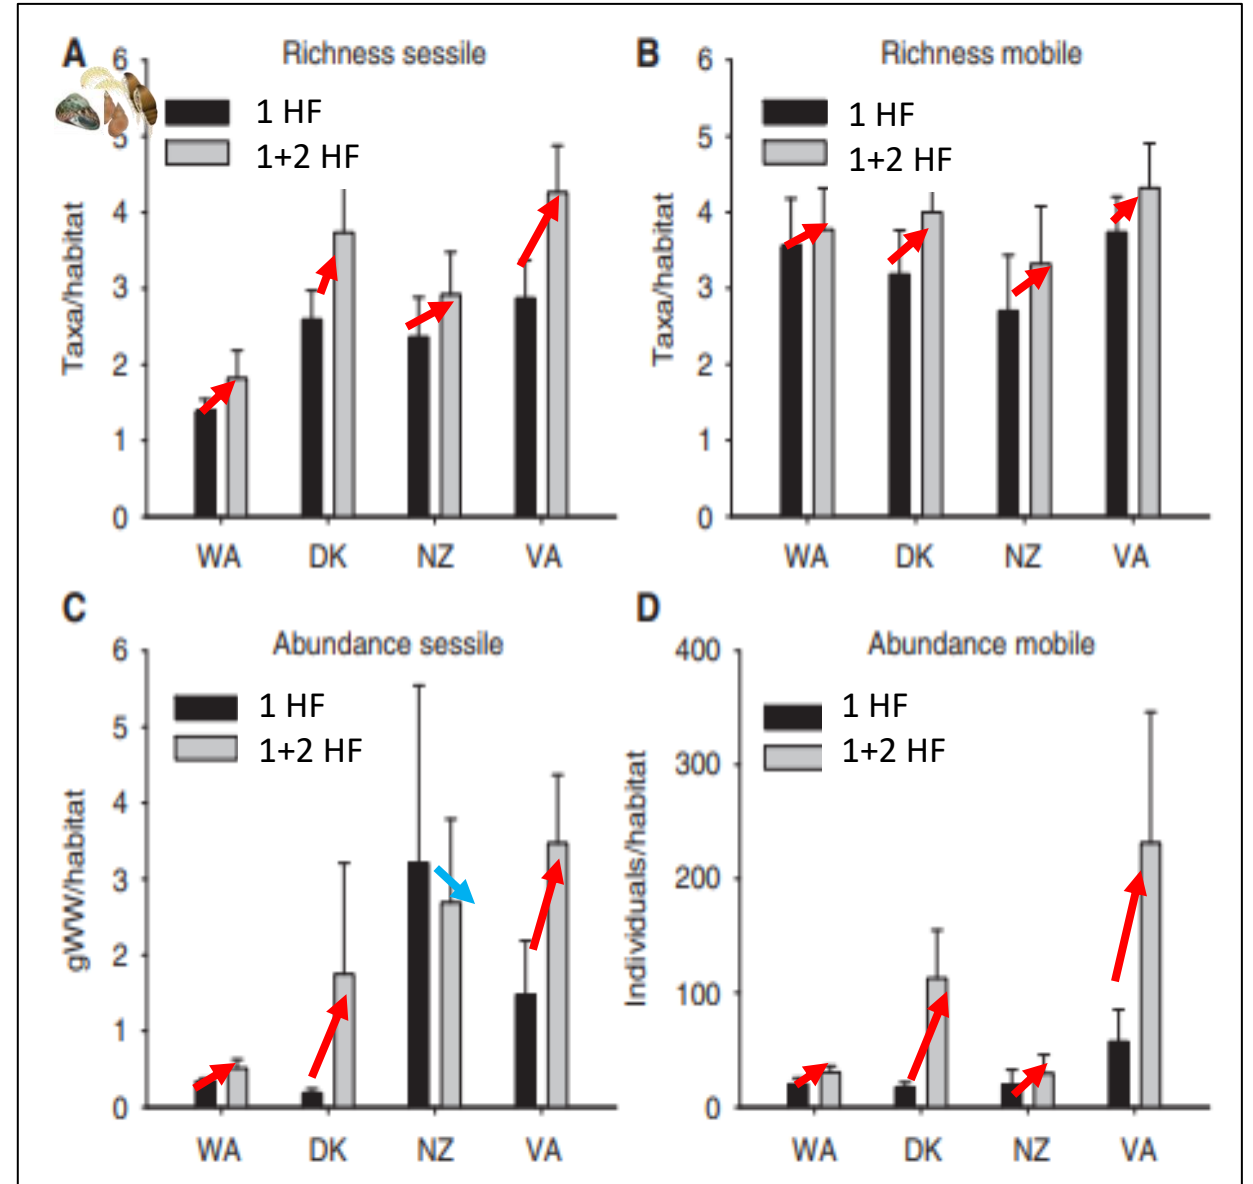 A
Richness sessile
1 HF
1+2 HF
Taxa/habitat
6
5
4
3
2
1
0
WA DK NZ VA
B
Richness mobile
1 HF
1+2 HF
Taxa/habitat
6
5
4
3
2
1
0
WA DK NZ VA
C
Abundance sessile
1 HF
1+2 HF
gWW/habitat
6
5
4
3
2
1
0
WA DK NZ VA
D
Abundance mobile
1 HF
1+2 HF
Individuals/habitat
400
300
200
100
0
WA DK NZ VA